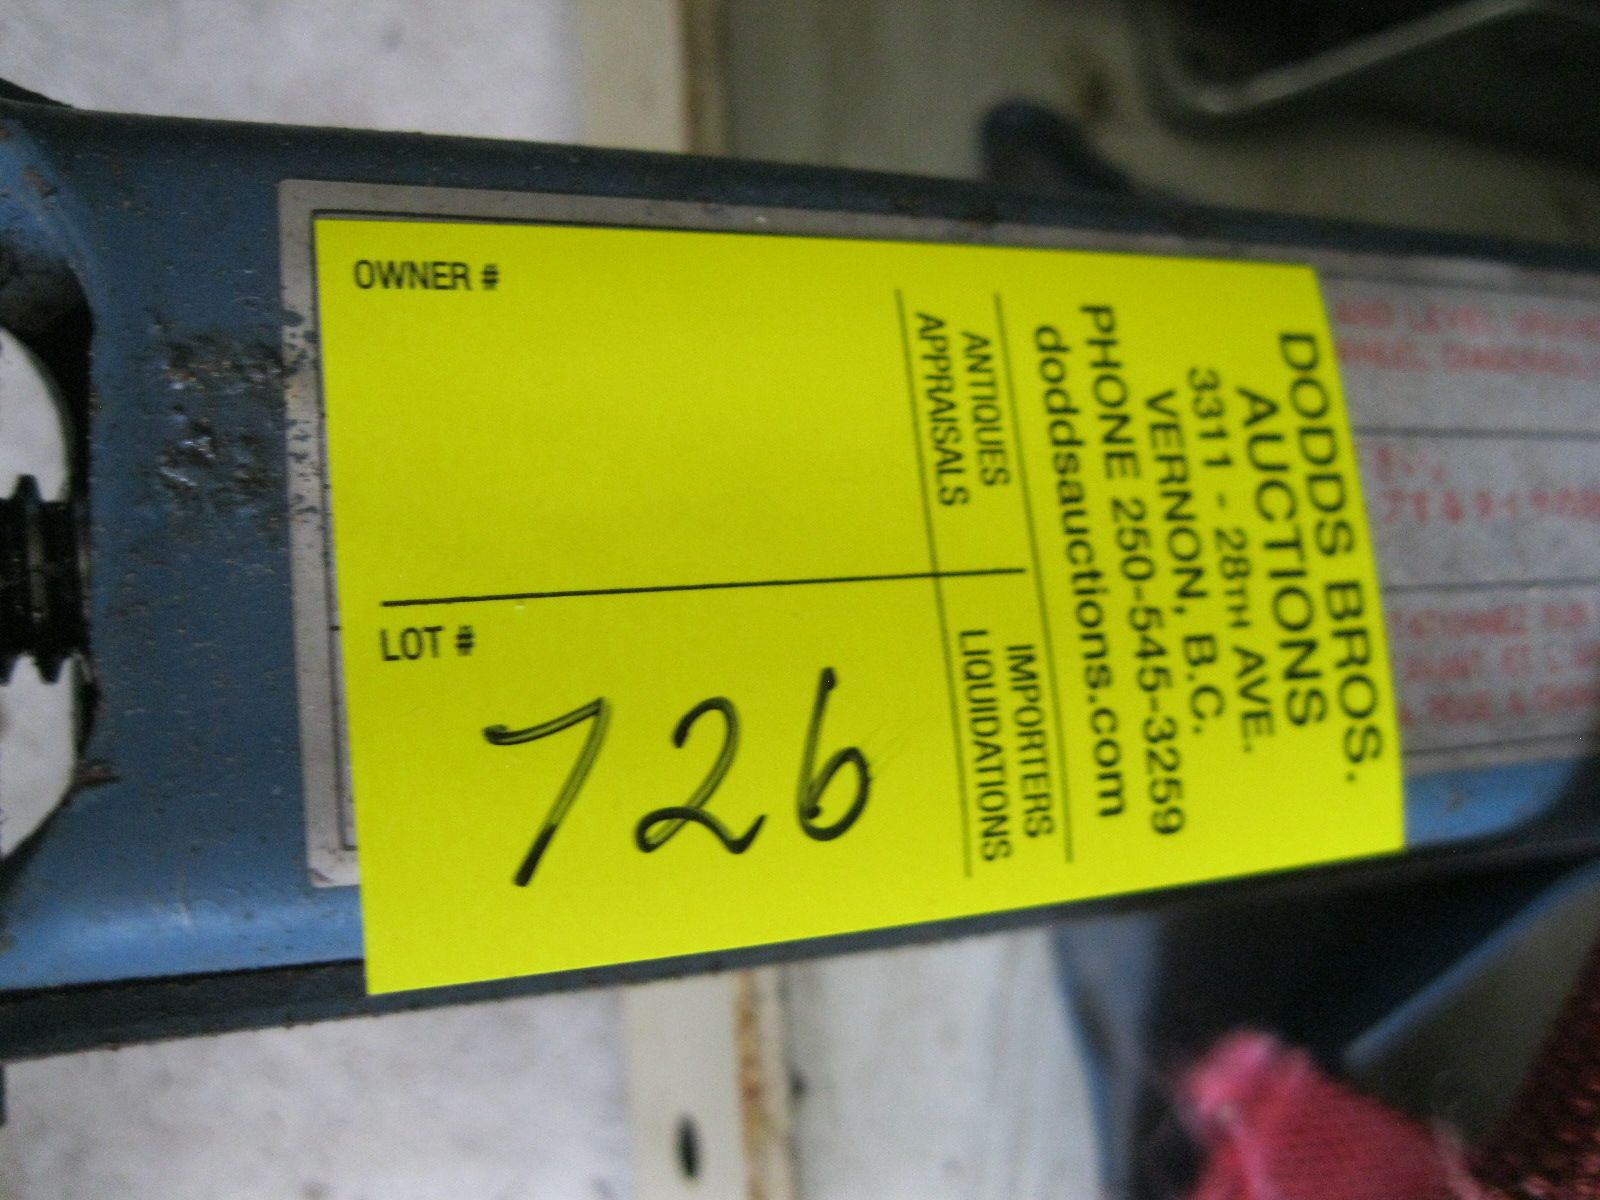 DODDS BROS.
AUCTIONS
3311 - 28TH AVE.
VERNON, B.C.
PHONE 250-545-3259
doddsauctions.com
ANTIQUES
APPRAISALS
IMPORTERS
LIQUIDATIONS
OWNER #
LOT #
726